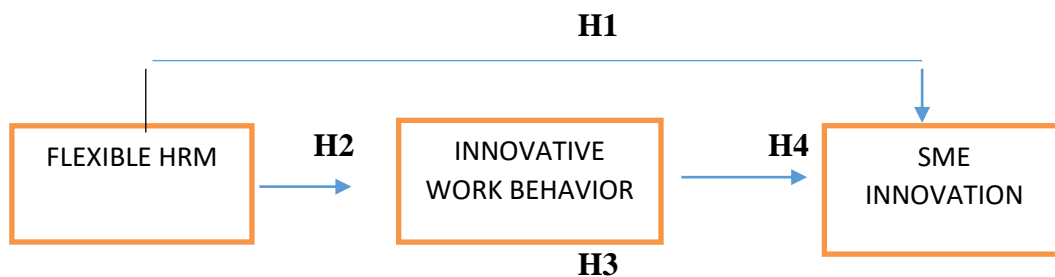 H1
FLEXIBLE HRM
H2
INNOVATIVE
WORK BEHAVIOR
H4
SME
INNOVATION
H3